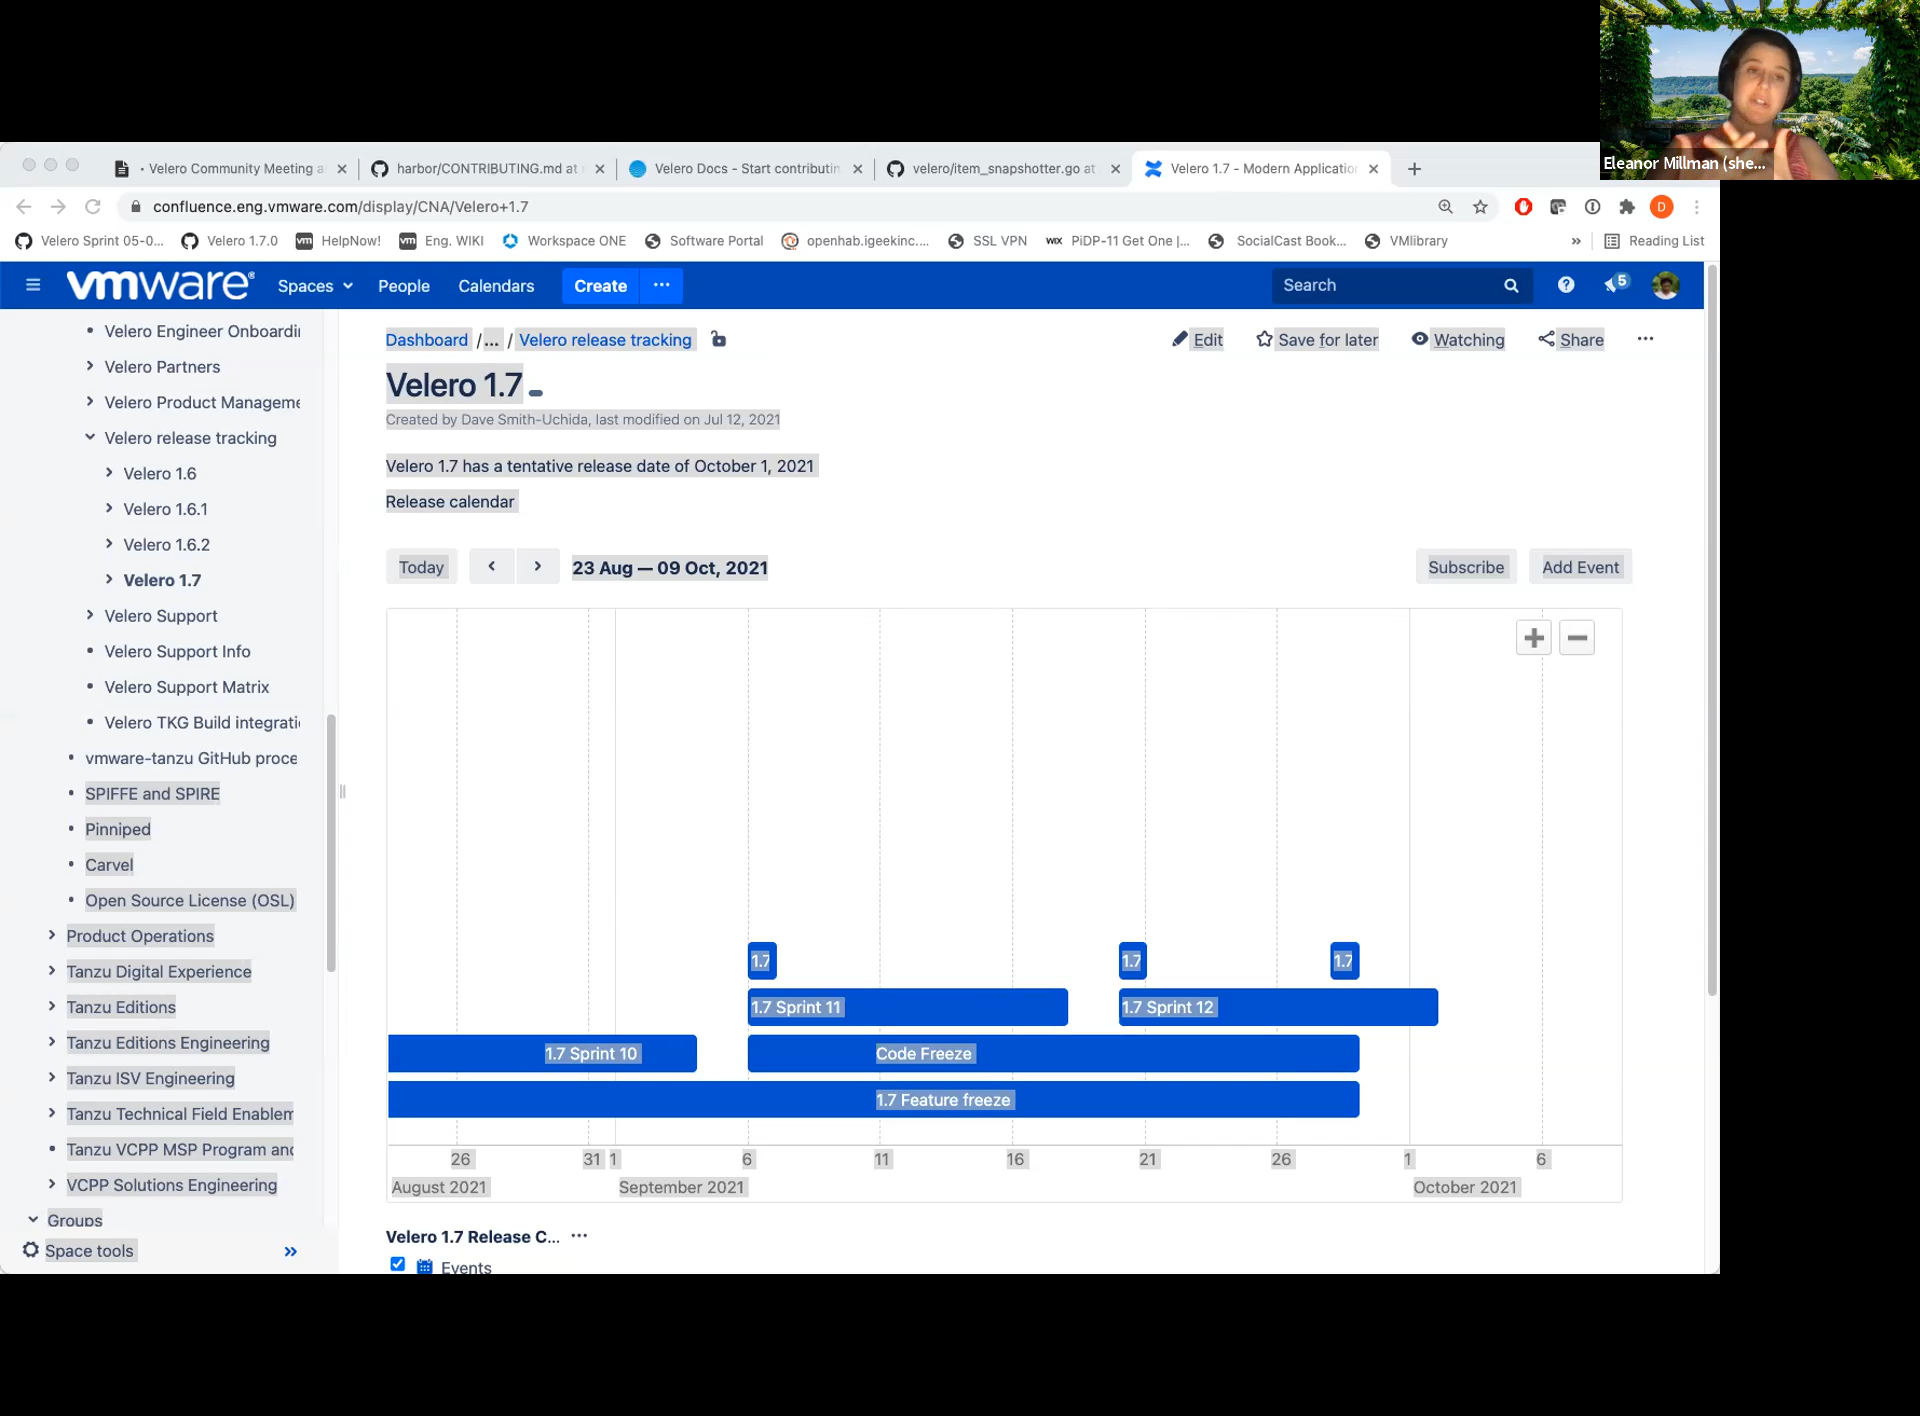 Eleanor Millman (she...
• Velero Community Meeting a
harbor/CONTRIBUTING.md at
Velero Docs - Start contributin
velero/item_snapshotter.go at
Velero 1.7 - Modern Application
confluence.eng.vmware.com/display/CNA/Velero+1.7
D
Velero Sprint 05-0...
Velero 1.7.0
vm HelpNow!
vm Eng. WIKI
Workspace ONE
Software Portal
openhab.igeekinc....
SSL VPN
WIX PiDP-11 Get One |...
SocialCast Book...
VMlibrary
»
Reading List
vmware®
Spaces
People
Calendars
Create
...
Search
5
Velero Engineer Onboardi
Velero Partners
Velero Product Manageme
Velero release tracking
Velero 1.6
Velero 1.6.1
Velero 1.6.2
Velero 1.7
Velero Support
Velero Support Info
Velero Support Matrix
Velero TKG Build integrati
vmware-tanzu GitHub proce
SPIFFE and SPIRE
Pinniped
Carvel
Open Source License (OSL)
Product Operations
Tanzu Digital Experience
Tanzu Editions
Tanzu Editions Engineering
Tanzu ISV Engineering
Tanzu Technical Field Enablem
Tanzu VCPP MSP Program and
VCPP Solutions Engineering
Groups
Space tools
Dashboard /... / Velero release tracking
Edit
Save for later
Watching
Share
...
Velero 1.7
Created by Dave Smith-Uchida, last modified on Jul 12, 2021
Velero 1.7 has a tentative release date of October 1, 2021
Release calendar
Today
23 Aug — 09 Oct, 2021
Subscribe
Add Event
1.7
1.7
1.7
1.7 Sprint 11
1.7 Sprint 12
1.7 Sprint 10
Code Freeze
1.7 Feature freeze
26 31 1 6 11 16 21 26 1 6
August 2021 September 2021 October 2021
Velero 1.7 Release C... ...
Events